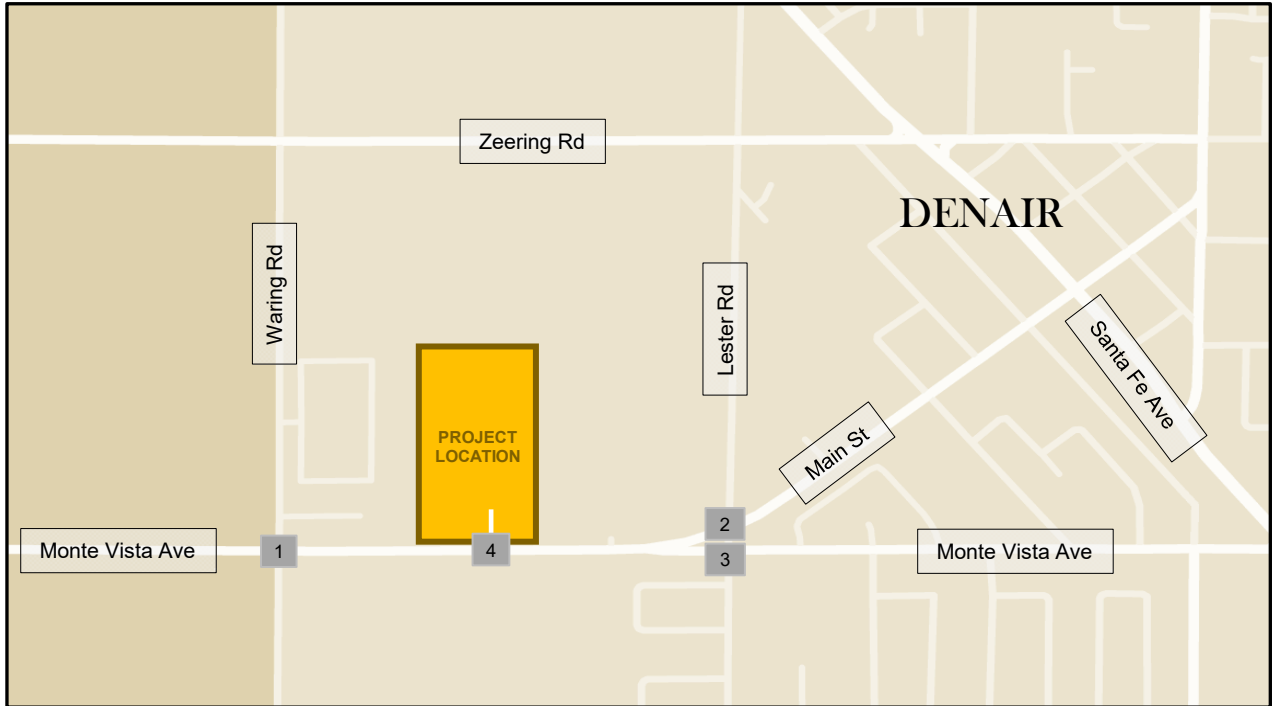 Zeering Rd
DENAIR
Waring Rd
Lester Rd
Santa Fe Ave
PROJECT
LOCATION
Main St
2
Monte Vista Ave
1
4
3
Monte Vista Ave